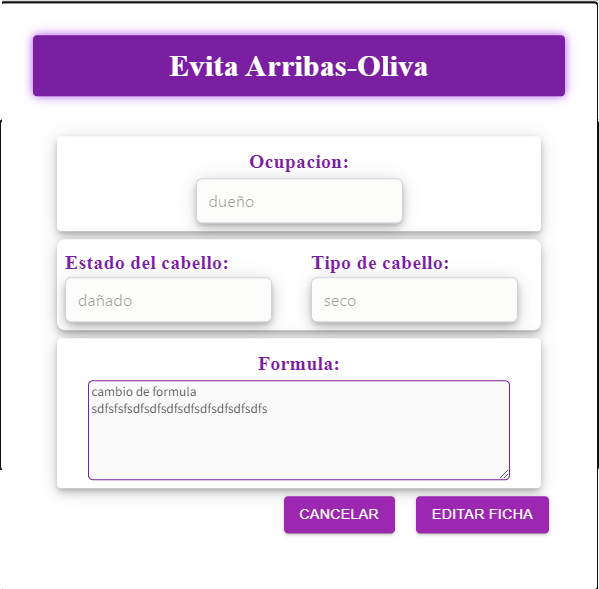 Evita Arribas-Oliva
Ocupacion:
dueño
Estado del cabello:
Tipo de cabello:
dañado
seco
Formula:
cambio de formula
sdfsfsfsdfsdfsdfsdfsdfsdfsdfsdfs
CANCELAR
EDITAR FICHA